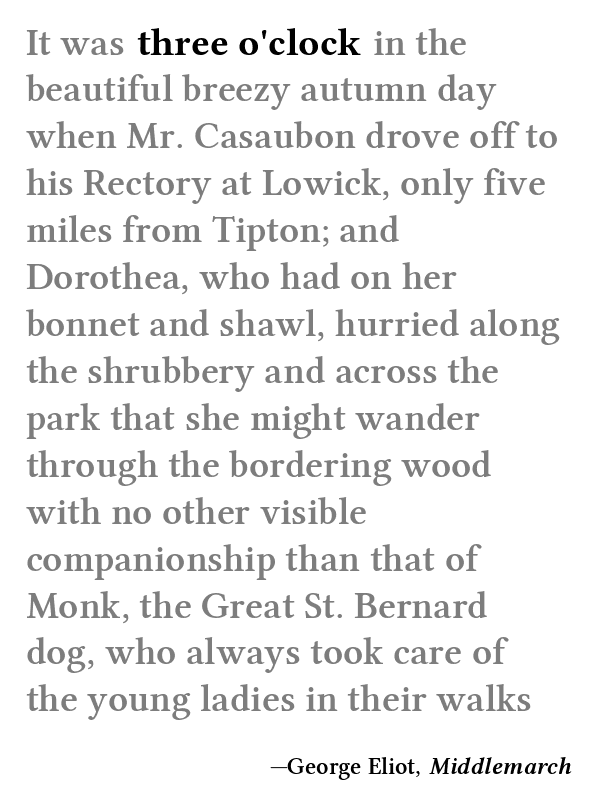 It was three o'clock in the
beautiful breezy autumn day
when Mr. Casaubon drove off to
his Rectory at Lowick, only five
miles from Tipton; and
Dorothea, who had on her
bonnet and shawl, hurried along
the shrubbery and across the
park that she might wander
through the bordering wood
with no other visible
companionship than that of
Monk, the Great St. Bernard
dog, who always took care of
the young ladies in their walks
—George Eliot, Middlemarch